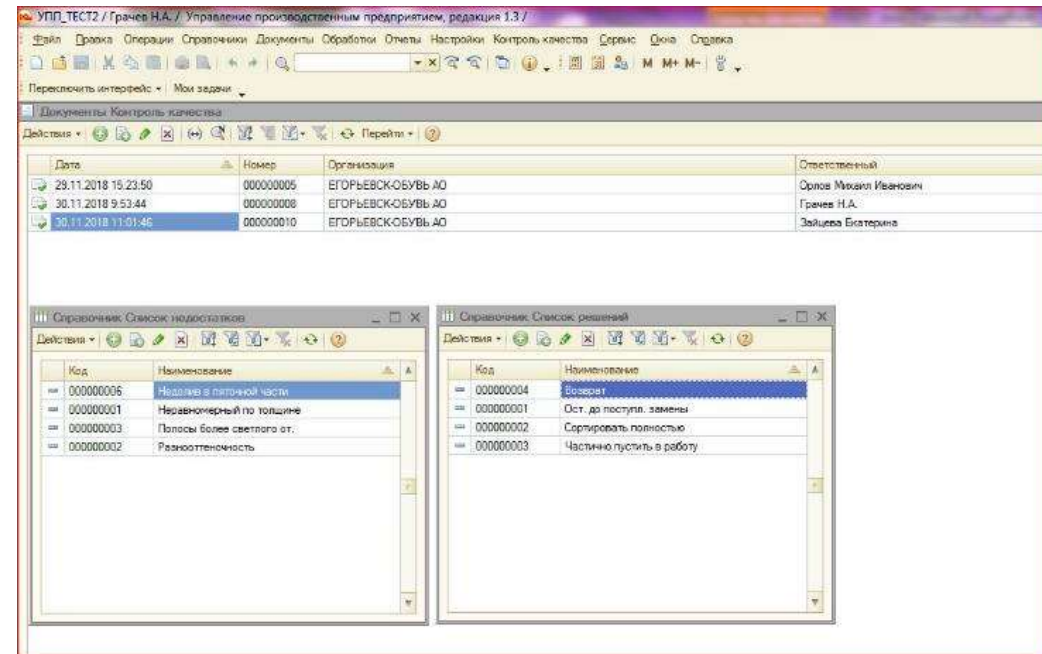 УПП_ТЕСТ2 / Грачев Н.А. / Управление производственным предприятием, редакция 1.3 /
Файл Правка Операции Справочники Документы Обработки Отчеты Настройки Контроль качества Сервис Окна Справка
М М+ М-
Переключить интерфейс Мои задачи
Документы Контроль качества
Действия Перейти
Дата Номер Организация Ответственный
29.11.2018 15:23:50 000000005 ЕГОРЬЕВСК-ОБУВЬ АО Орлов Михаил Иванович
30.11.2018 9:53:44 000000008 ЕГОРЬЕВСК-ОБУВЬ АО Грачев Н.А.
30.11.2018 11:01:46 000000010 ЕГОРЬЕВСК-ОБУВЬ АО Зайцева Екатерина
Справочник Список недостатков
Действия
Код Наименование
000000006 Недолив в пяточной части
000000001 Неравномерный по толщине
000000003 Полосы более светлого от.
000000002 Разнооттеночность
Справочник Список решений
Действия
Код Наименование
000000004 Возврат
000000001 Ост. до поступл. замены
000000002 Сортировать полностью
000000003 Частично пустить в работу